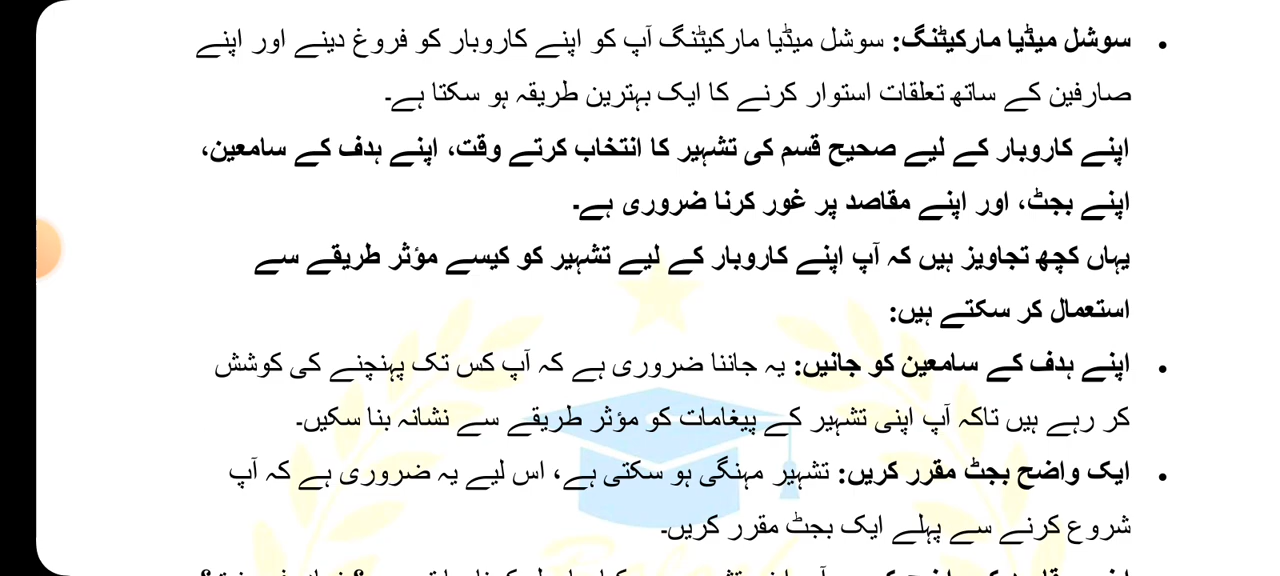 • سوشل میڈیا مارکیٹنگ: سوشل میڈیا مارکیٹنگ آپ کو اپنے کاروبار کو فروغ دینے اور اپنے
صارفین کے ساتھ تعلقات استوار کرنے کا ایک بہترین طریقہ ہو سکتا ہے۔
اپنے کاروبار کے لیے صحیح قسم کی تشہیر کا انتخاب کرتے وقت، اپنے ہدف کے سامعین،
اپنے بجٹ، اور اپنے مقاصد پر غور کرنا ضروری ہے۔
یہاں کچھ تجاویز ہیں کہ آپ اپنے کاروبار کے لیے تشہیر کو کیسے مؤثر طریقے سے
استعمال کر سکتے ہیں:
• اپنے ہدف کے سامعین کو جانیں: یہ جاننا ضروری ہے کہ آپ کس تک پہنچنے کی کوشش
کر رہے ہیں تاکہ آپ اپنی تشہیر کے پیغامات کو مؤثر طریقے سے نشانہ بنا سکیں۔
• ایک واضح بجٹ مقرر کریں: تشہیر مہنگی ہو سکتی ہے، اس لیے یہ ضروری ہے کہ آپ
شروع کرنے سے پہلے ایک بجٹ مقرر کریں۔